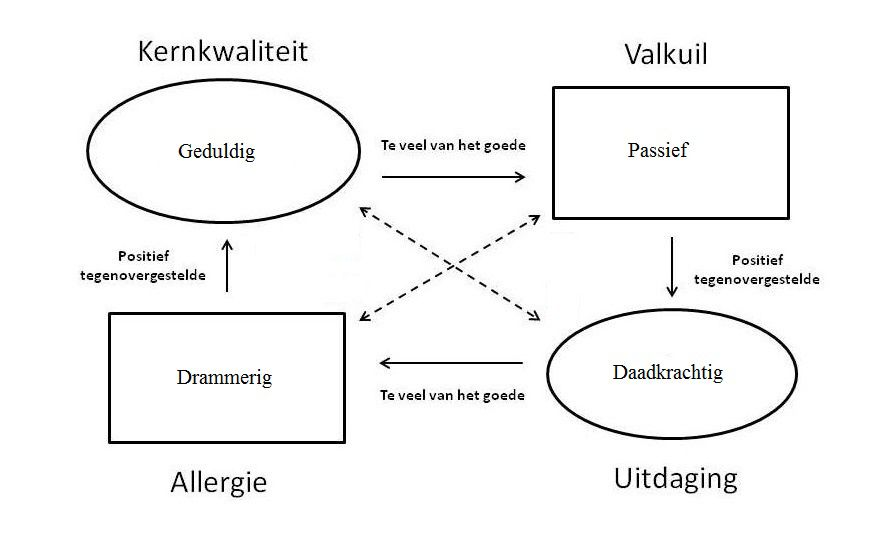 Kernkwaliteit
Valkuil
Geduldig
Te veel van het goede
Passief
Positief
tegenovergestelde
Positief
tegenovergestelde
Drammerig
Te veel van het goede
Daadkrachtig
Allergie
Uitdaging